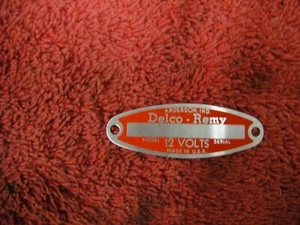 ANDERSON, IND.
Delco - Remy
MODEL 12 VOLTS SERIAL
MADE IN U.S.A.